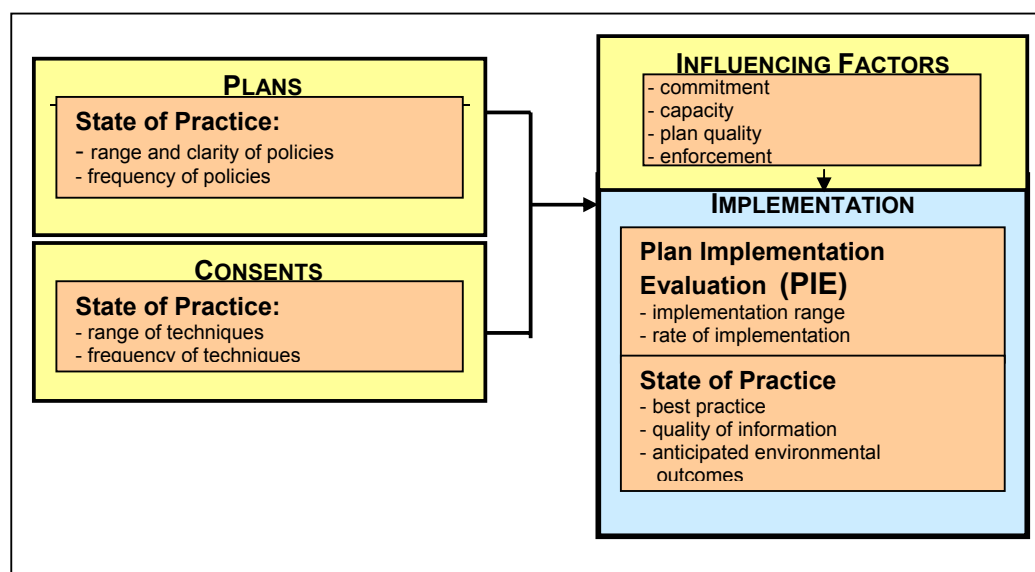 PLANS
State of Practice:
- range and clarity of policies
- frequency of policies
CONSENTS
State of Practice:
- range of techniques
- frequency of techniques
INFLUENCING FACTORS
- commitment
- capacity
- plan quality
- enforcement
IMPLEMENTATION
Plan Implementation
Evaluation (PIE)
- implementation range
- rate of implementation
State of Practice
- best practice
- quality of information
- anticipated environmental
outcomes